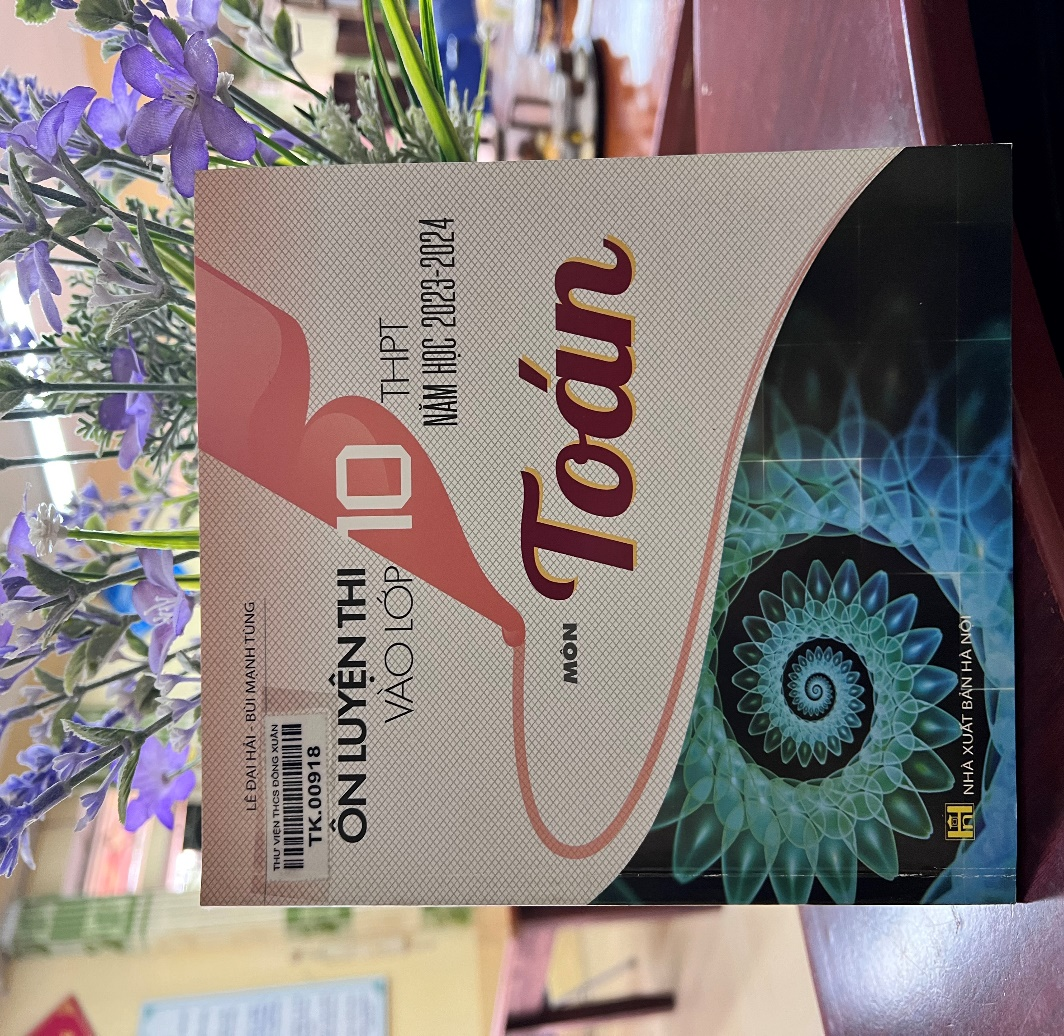 LÊ ĐẠI HẢI - BÙI MẠNH TÙNG
THƯ VIỆN THCS ĐỒNG XUÂN
TK.00918
ÔN LUYỆN THI
VÀO LỚP 10 THPT
NĂM HỌC 2023-2024
MÔN Toán
NHÀ XUẤT BẢN HÀ NỘI